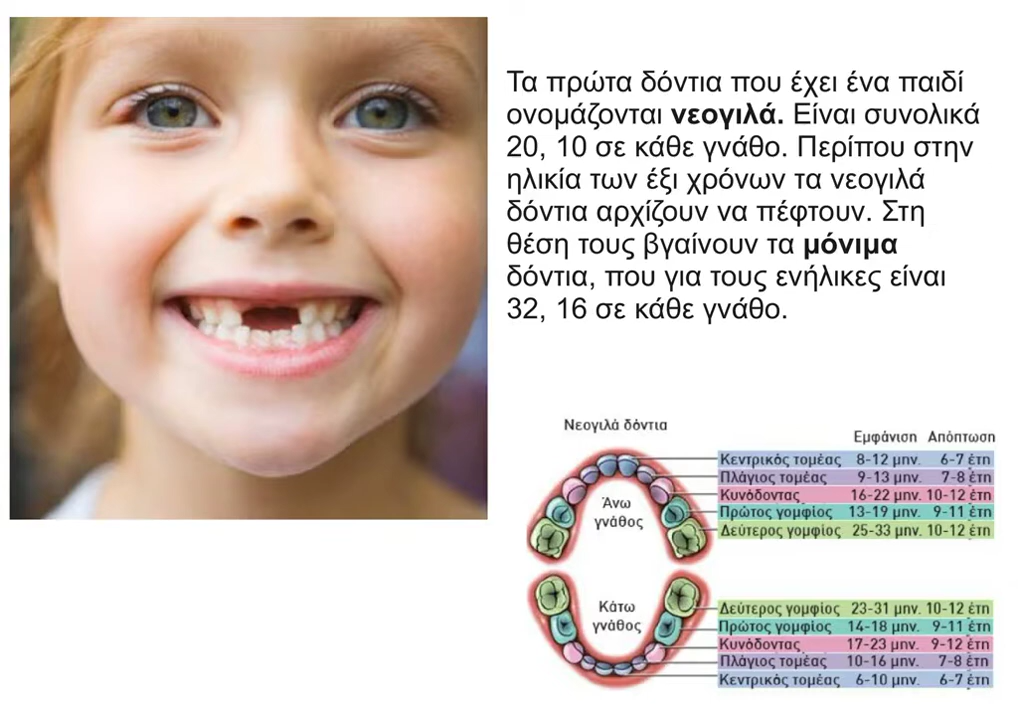 Τα πρώτα δόντια που έχει ένα παιδί
ονομάζονται νεογιλά. Είναι συνολικά
20, 10 σε κάθε γνάθο. Περίπου στην
ηλικία των έξι χρόνων τα νεογιλά
δόντια αρχίζουν να πέφτουν. Στη
θέση τους βγαίνουν τα μόνιμα
δόντια, που για τους ενήλικες είναι
32, 16 σε κάθε γνάθο.
Νεογιλά δόντια
Εμφάνιση Απόπτωση
Κεντρικός τομέας 8-12 μην. 6-7 έτη
Πλάγιος τομέας 9-13 μην. 7-8 έτη
Κυνόδοντας 16-22 μην. 10-12 έτη
Πρώτος γομφίος 13-19 μην. 9-11 έτη
Δεύτερος γομφίος 25-33 μην. 10-12 έτη
Άνω
γνάθος
Κάτω
γνάθος
Δεύτερος γομφίος 23-31 μην. 10-12 έτη
Πρώτος γομφίος 14-18 μην. 9-11 έτη
Κυνόδοντας 17-23 μην. 9-12 έτη
Πλάγιος τομέας 10-16 μην. 7-8 έτη
Κεντρικός τομέας 6-10 μην. 6-7 έτη